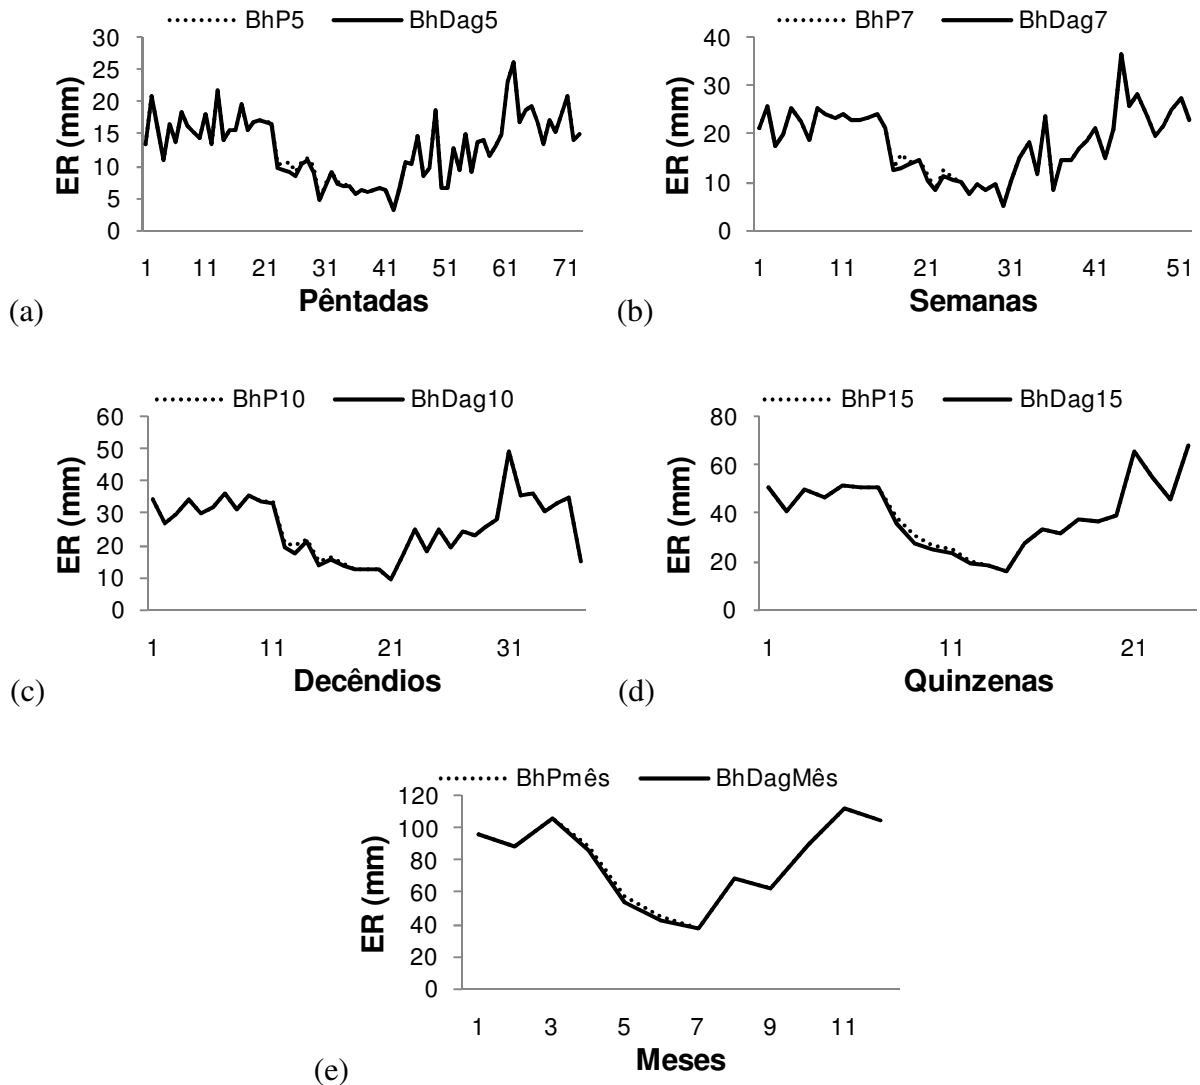 BhP5 BhDag5
30
25
20
15
10
5
0
ER (mm)
1 11 21 31 41 51 61 71
Pêntadas
(a)
BhP7 BhDag7
40
30
20
10
0
ER (mm)
1 11 21 31 41 51
Semanas
(b)
BhP10 BhDag10
60
50
40
30
20
10
0
ER (mm)
1 11 21 31
Decêndios
(c)
BhP15 BhDag15
80
60
40
20
0
ER (mm)
1 11 21
Quinzenas
(d)
BhPmês BhDagMês
120
100
80
60
40
20
0
ER (mm)
1 3 5 7 9 11
Meses
(e)